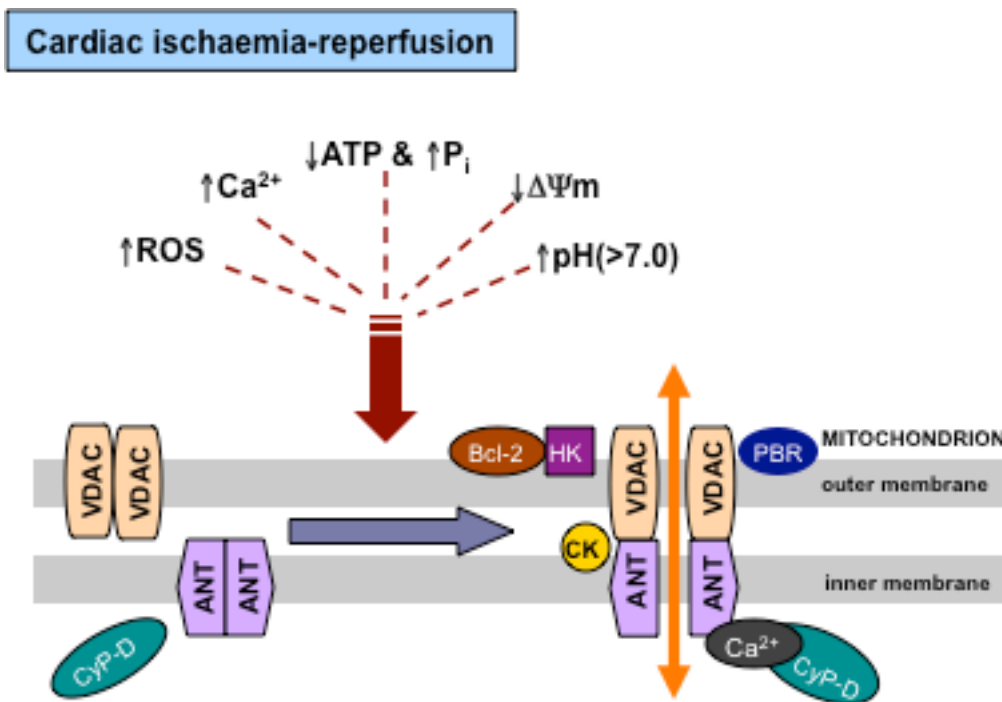 Cardiac ischaemia-reperfusion
↓ATP & ↑Pᵢ
↑Ca²⁺
↓ΔΨm
↑ROS
↑pH(>7.0)
VDAC
VDAC
ANT
ANT
CyP-D
Bcl-2
HK
VDAC
VDAC
PBR
MITOCHONDRION
outer membrane
CK
ANT
ANT
inner membrane
Ca²⁺
CyP-D